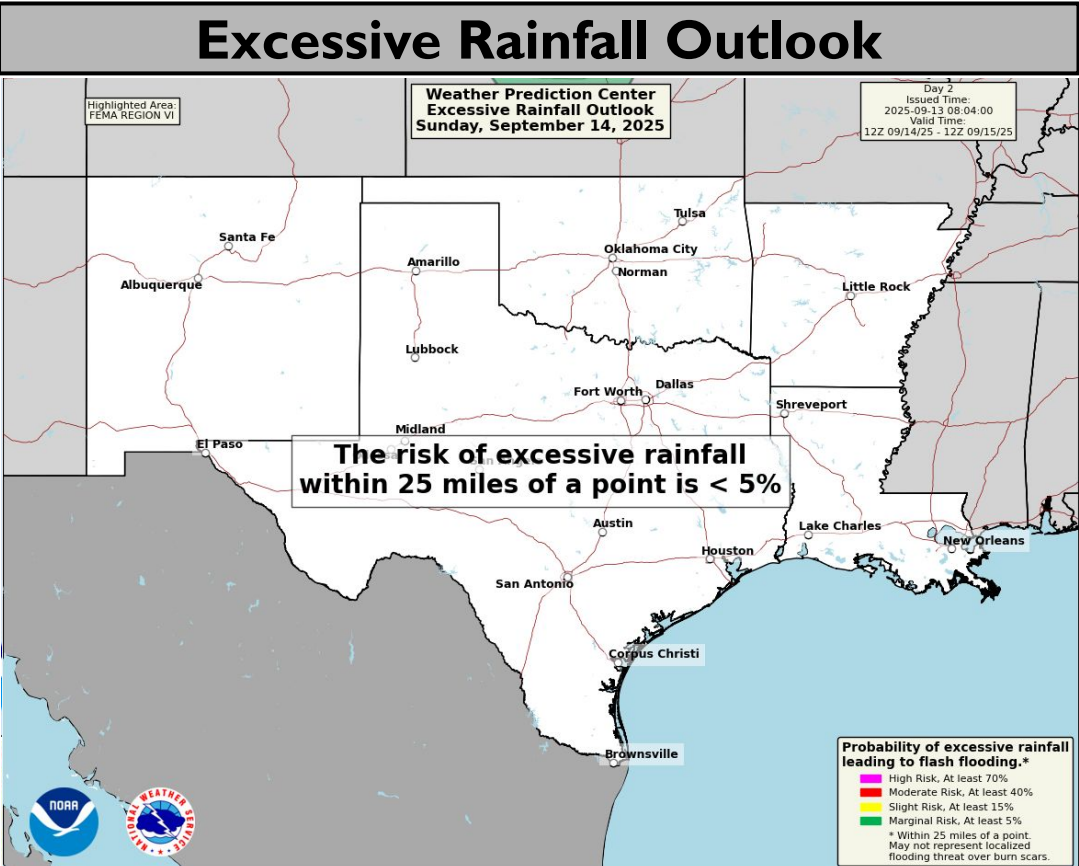 Excessive Rainfall Outlook
Highlighted Area:
FEMA REGION VI
Weather Prediction Center
Excessive Rainfall Outlook
Sunday, September 14, 2025
Day 2
Issued Time:
2025-09-13 08:04:00
Valid Time:
12Z 09/14/25 - 12Z 09/15/25
Tulsa
Santa Fe
Oklahoma City
Amarillo
Norman
Albuquerque
Little Rock
Lubbock
Fort Worth
Dallas
Shreveport
Midland
El Paso
The risk of excessive rainfall
within 25 miles of a point is < 5%
Austin
Lake Charles
New Orleans
Houston
San Antonio
Corpus Christi
Brownsville
Probability of excessive rainfall
leading to flash flooding.*
High Risk, At least 70%
Moderate Risk, At least 40%
Slight Risk, At least 15%
Marginal Risk, At least 5%
* Within 25 miles of a point.
May not represent localized
flooding threat over burn scars.
NOAA
NATIONAL WEATHER SERVICE